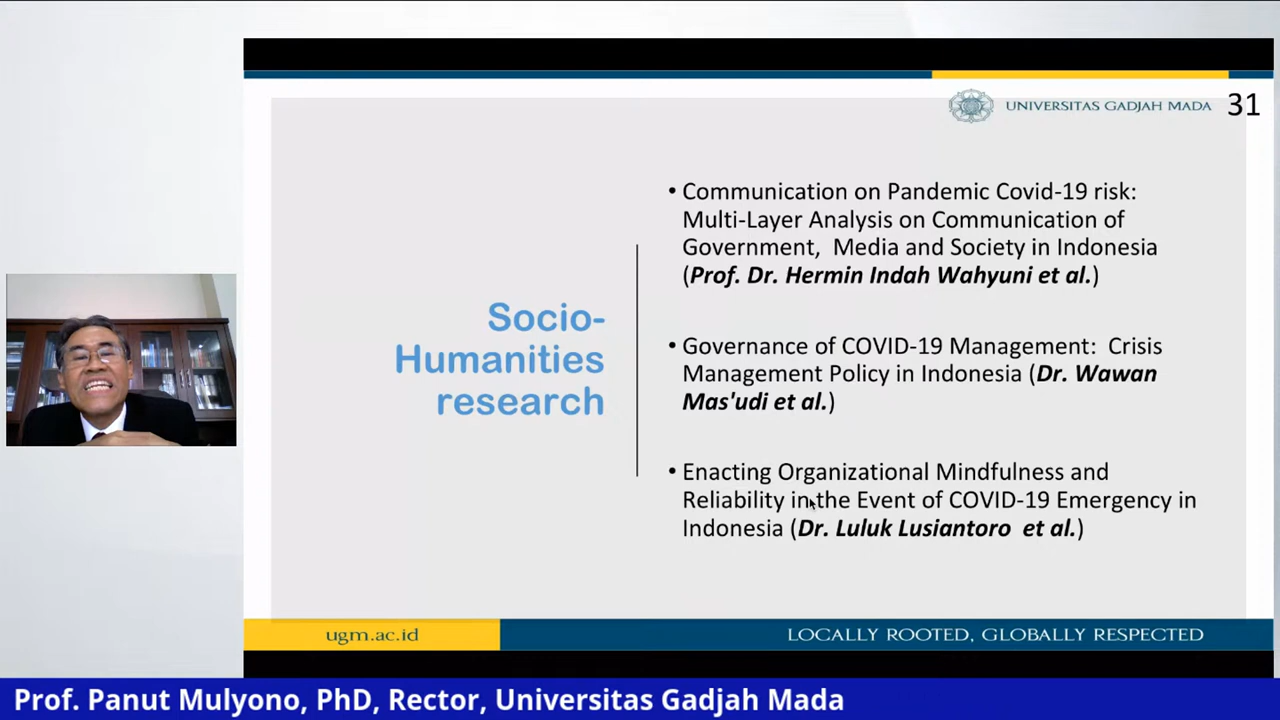 UNIVERSITAS GADJAH MADA 31
Socio-
Humanities
research
• Communication on Pandemic Covid-19 risk:
Multi-Layer Analysis on Communication of
Government, Media and Society in Indonesia
(Prof. Dr. Hermin Indah Wahyuni et al.)
• Governance of COVID-19 Management: Crisis
Management Policy in Indonesia (Dr. Wawan
Mas'udi et al.)
• Enacting Organizational Mindfulness and
Reliability in the Event of COVID-19 Emergency in
Indonesia (Dr. Luluk Lusiantoro et al.)
ugm.ac.id
LOCALLY ROOTED, GLOBALLY RESPECTED
Prof. Panut Mulyono, PhD, Rector, Universitas Gadjah Mada